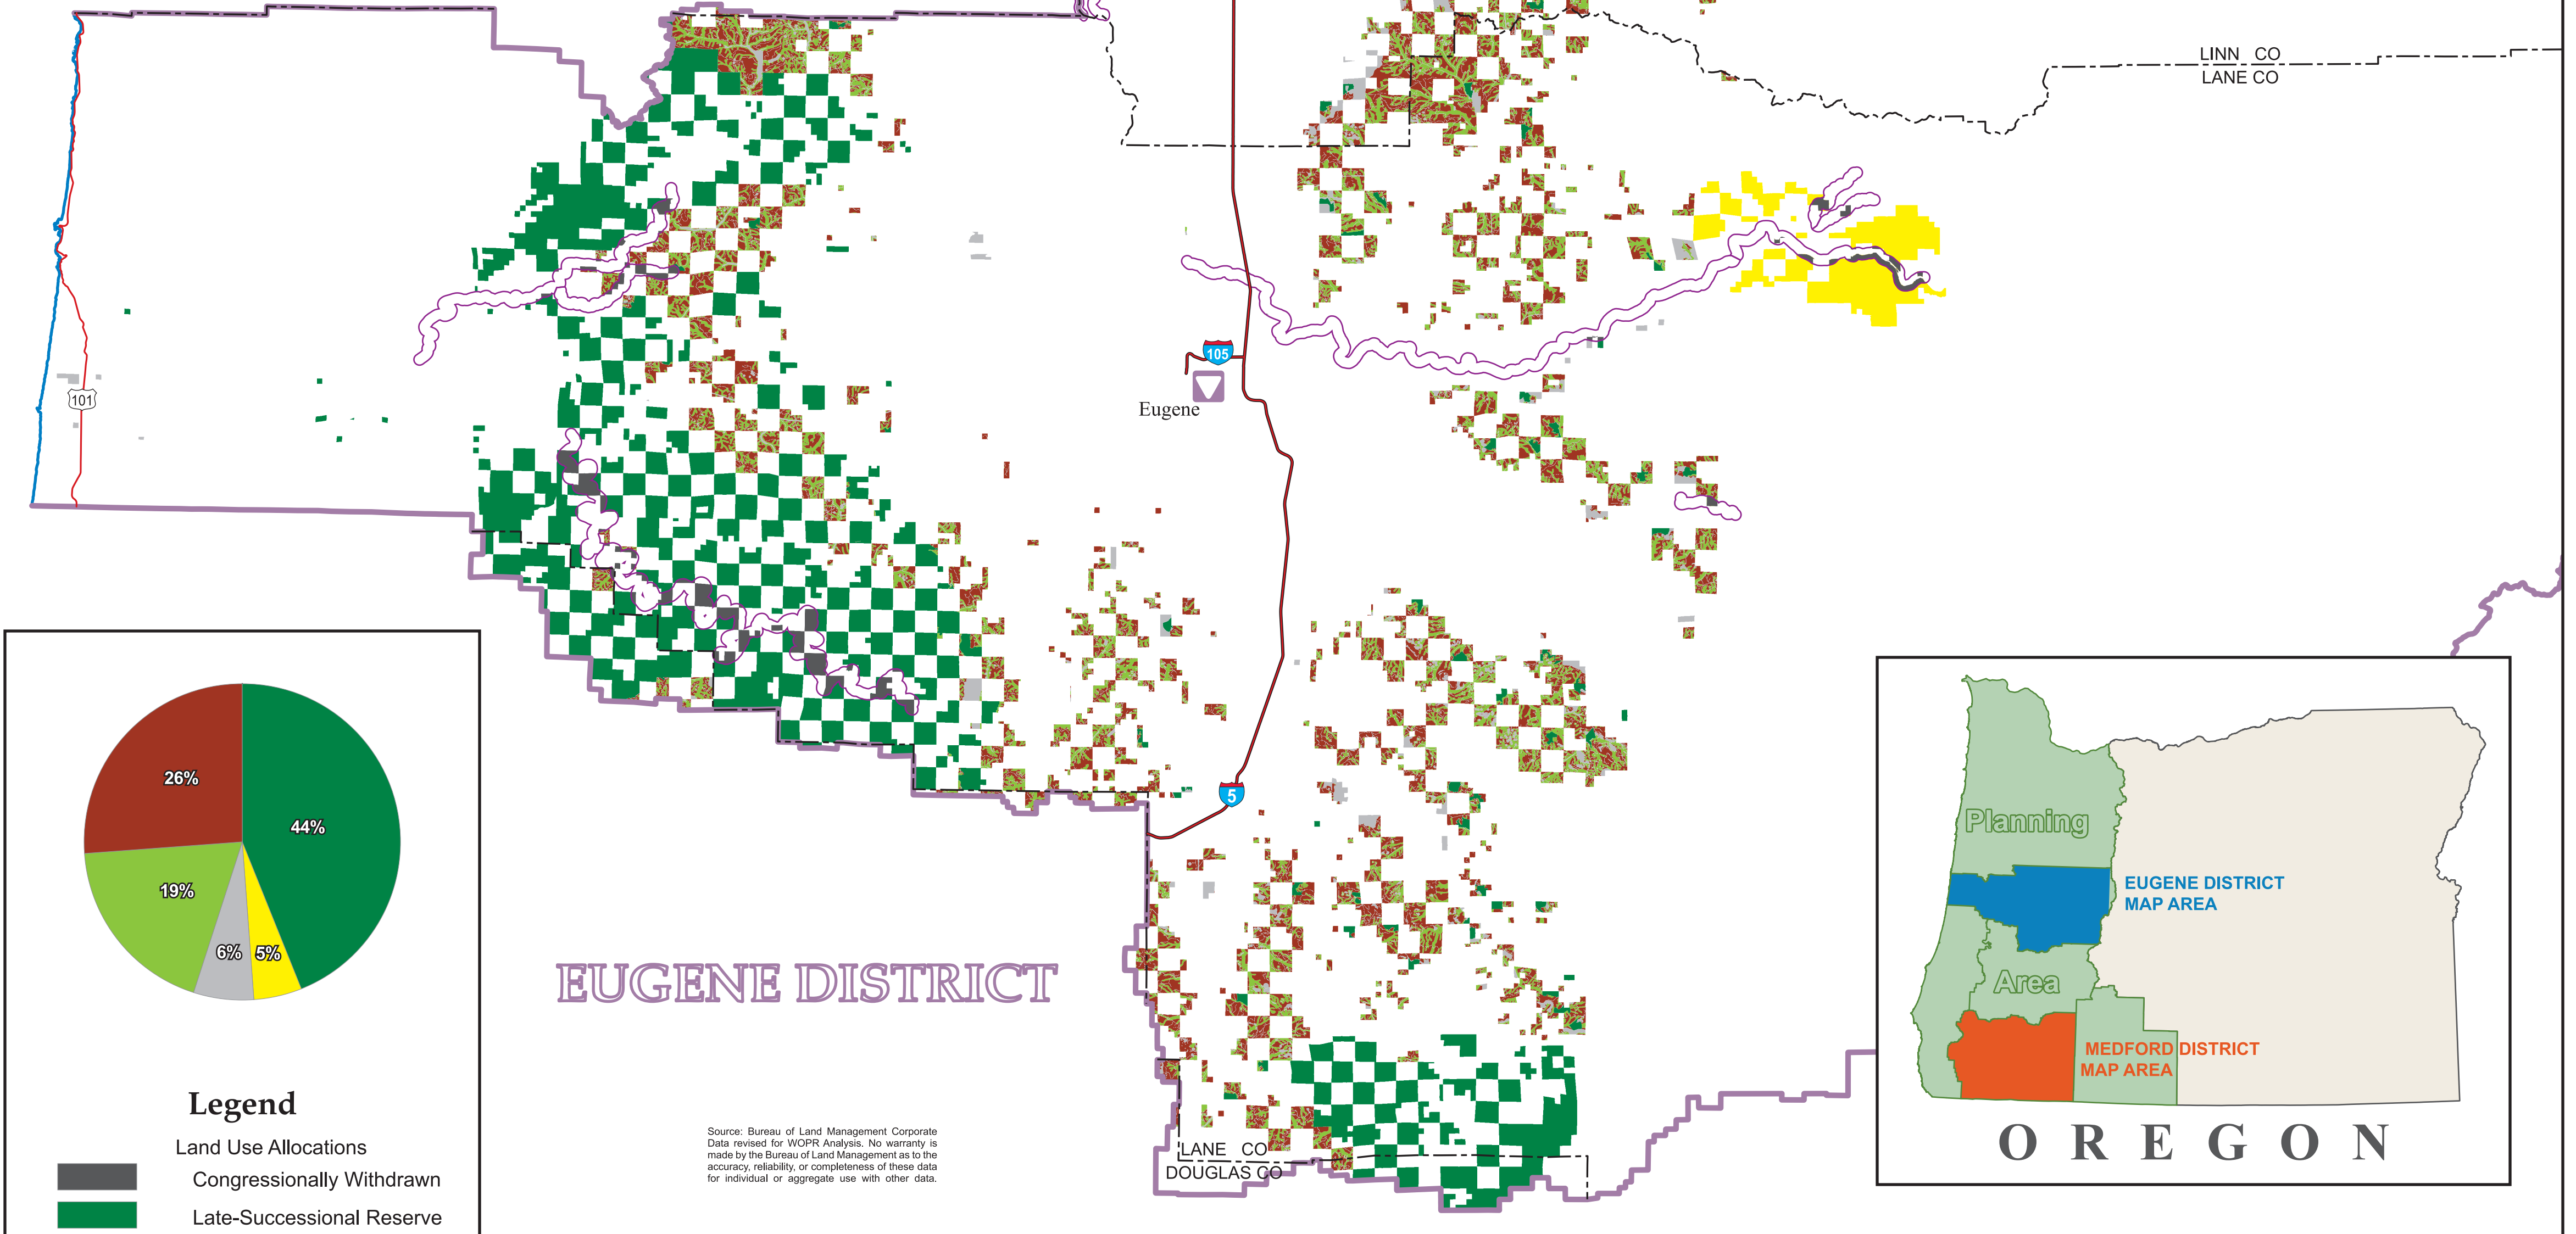 LINN CO
LANE CO
101
105
Eugene
5
26%
44%
19%
6%
5%
Legend
Land Use Allocations
Congressionally Withdrawn
Late-Successional Reserve
EUGENE DISTRICT
Source: Bureau of Land Management Corporate
Data revised for WOPR Analysis. No warranty is
made by the Bureau of Land Management as to the
accuracy, reliability, or completeness of these data
for individual or aggregate use with other data.
LANE CO
DOUGLAS CO
Planning
EUGENE DISTRICT
MAP AREA
Area
MEDFORD DISTRICT
MAP AREA
OREGON